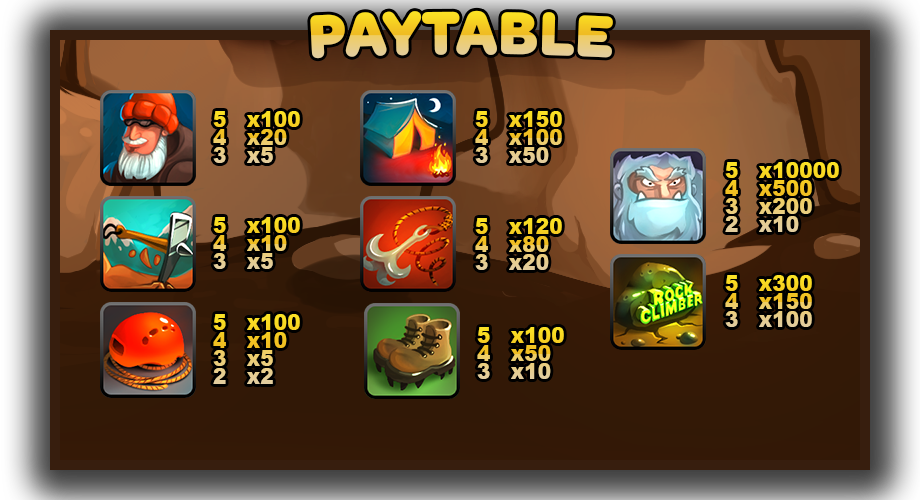 PAYTABLE
5 x100
4 x20
3 x5
5 x100
4 x10
3 x5
5 x100
4 x10
3 x5
2 x2
5 x150
4 x100
3 x50
5 x120
4 x80
3 x20
5 x100
4 x50
3 x10
5 x10000
4 x500
3 x200
2 x10
ROCK
CLIMBER
5 x300
4 x150
3 x100